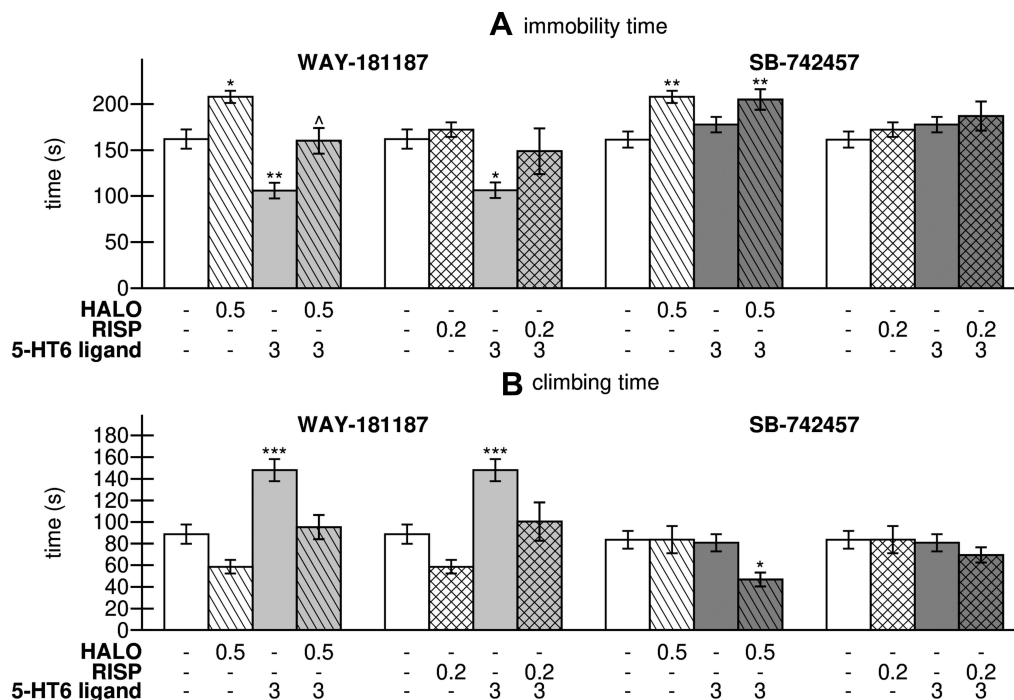 A immobility time
WAY-181187 SB-742457
* ** ^ * ** **
time (s)
200
150
100
50
0
HALO - 0.5 - 0.5 - - - - - 0.5 - 0.5 - - - -
RISP - - - - - 0.2 - 0.2 - - - - - 0.2 - 0.2
5-HT6 ligand - - 3 3 - - 3 3 - - 3 3 - - 3 3
B climbing time
WAY-181187 SB-742457
*** *** *
time (s)
180
160
140
120
100
80
60
40
20
0
HALO - 0.5 - 0.5 - - - - - 0.5 - 0.5 - - - -
RISP - - - - - 0.2 - 0.2 - - - - - 0.2 - 0.2
5-HT6 ligand - - 3 3 - - 3 3 - - 3 3 - - 3 3